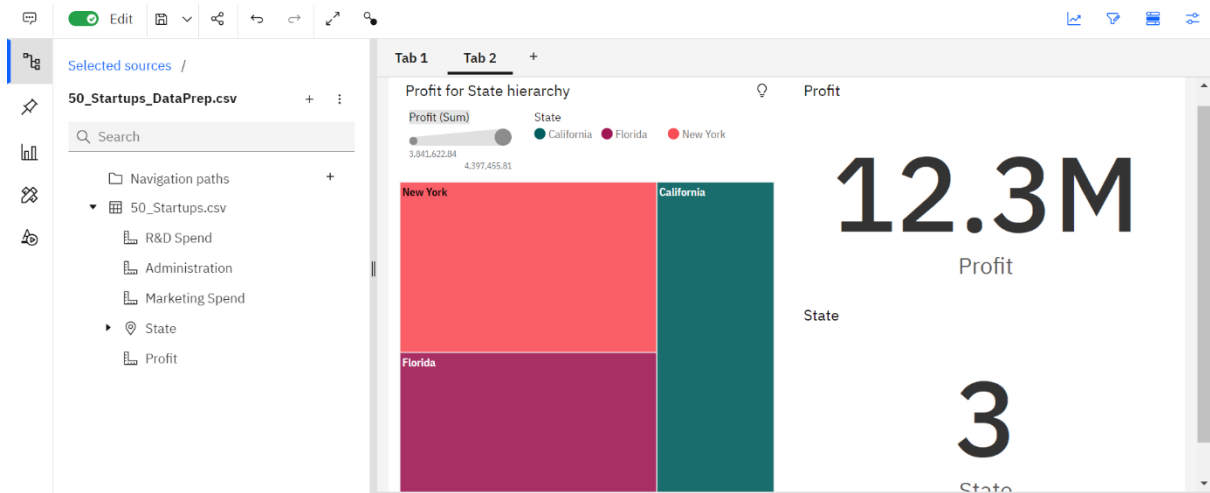 Edit
Selected sources /
50_Startups_DataPrep.csv
Search
Navigation paths
50_Startups.csv
R&D Spend
Administration
Marketing Spend
State
Profit
Tab 1 Tab 2 +
Profit for State hierarchy
Profit (Sum)
3,841,622.84
4,397,455.81
State
California Florida New York
New York
California
Florida
Profit
12.3M
Profit
State
3
State